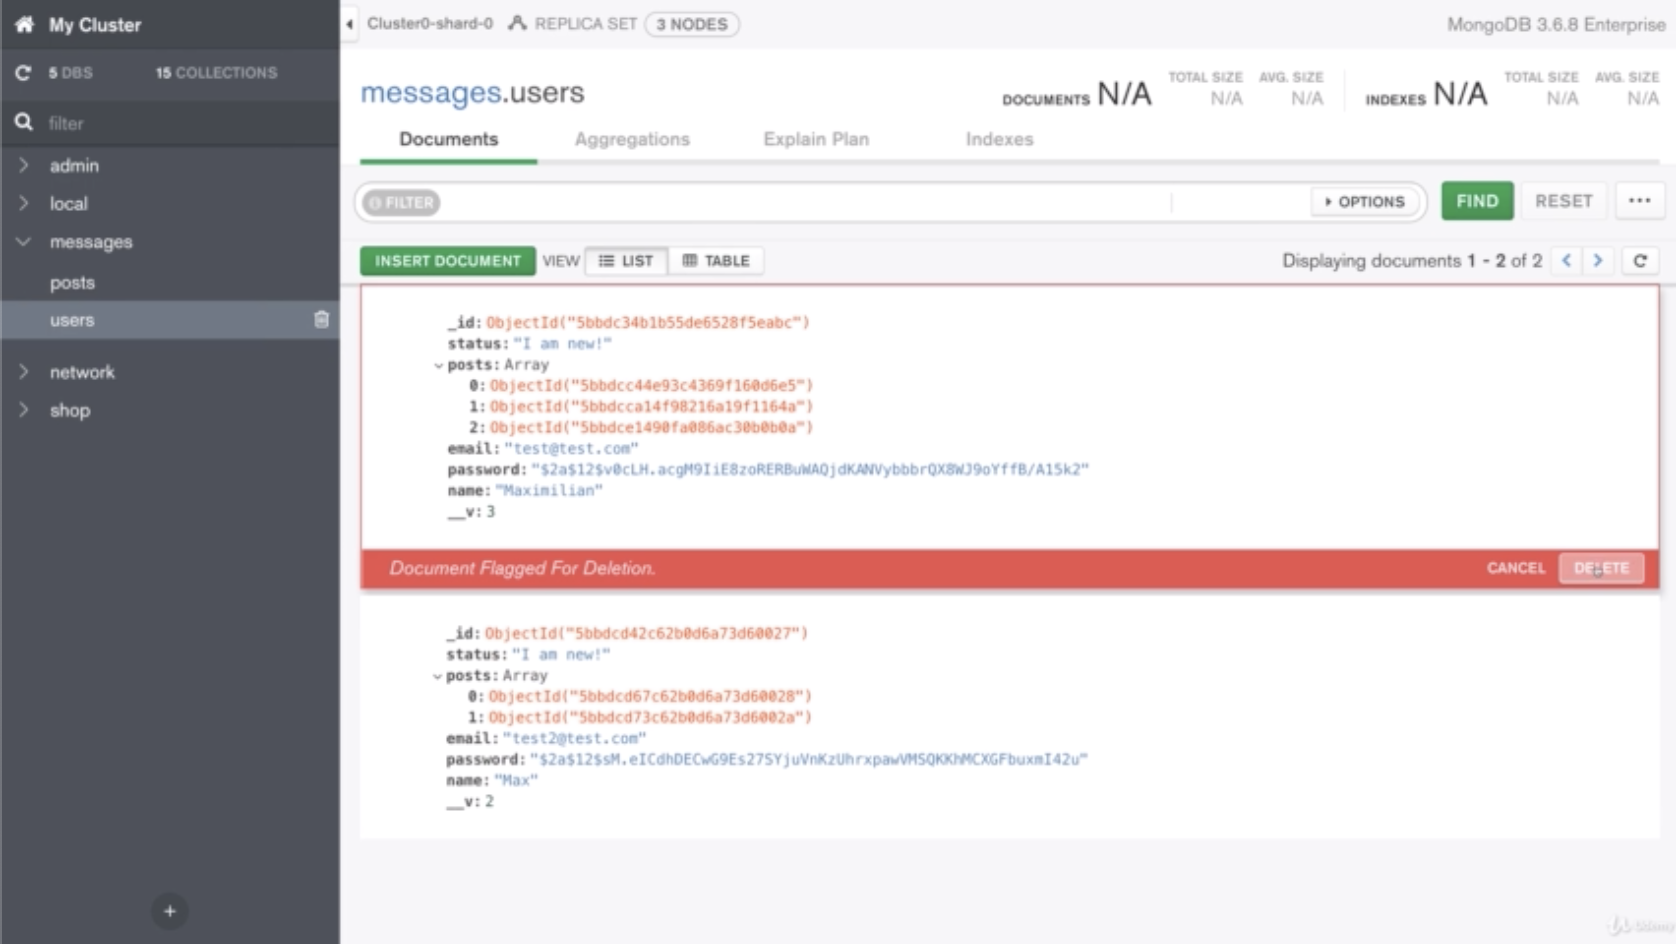 My Cluster
Cluster0-shard-0 REPLICA SET 3 NODES
MongoDB 3.6.8 Enterprise
5 DBS 15 COLLECTIONS
filter
admin
local
messages
posts
users
network
shop
+
messages.users
DOCUMENTS N/A TOTAL SIZE N/A AVG. SIZE N/A INDEXES N/A TOTAL SIZE N/A AVG. SIZE N/A
Documents Aggregations Explain Plan Indexes
FILTER OPTIONS FIND RESET ...
INSERT DOCUMENT VIEW LIST TABLE Displaying documents 1 - 2 of 2 < >
_id: ObjectId("5bbdc34b1b55de6528f5eabc")
status: "I am new!"
posts: Array
0: ObjectId("5bbdcc44e93c4369f160d6e5")
1: ObjectId("5bbdcca14f98216a19f1164a")
2: ObjectId("5bbdce1490fa086ac30b0b0a")
email: "test@test.com"
password: "$2a$12$v0cLH.acgM9IiE8zoRERBuWAQjdKANVybbbrQX8WJ9oYffB/A15k2"
name: "Maximilian"
__v: 3
Document Flagged For Deletion. CANCEL DELETE
_id: ObjectId("5bbdcd42c62b0d6a73d60027")
status: "I am new!"
posts: Array
0: ObjectId("5bbdcd67c62b0d6a73d60028")
1: ObjectId("5bbdcd73c62b0d6a73d6002a")
email: "test2@test.com"
password: "$2a$12$sM.eICdhDECwG9Es27SYjuVnKzUhrxpawVMSQKKhMCXGFbuxmI42u"
name: "Max"
__v: 2
Udemy